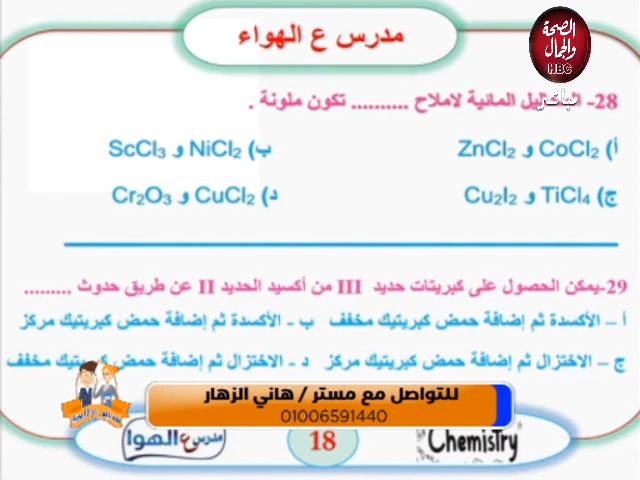 مدرس ع الهواء
الصحة
والجمال
HBC
مباشر
28- المحاليل المائية لاملاح .......... تكون ملونة .
أ) CoCl₂ و ZnCl₂ ب) NiCl₂ و ScCl₃
ج) TiCl₄ و Cu₂I₂ د) CuCl₂ و Cr₂O₃
29-يمكن الحصول على كبريتات حديد III من أكسيد الحديد II عن طريق حدوث .........
أ – الأكسدة ثم إضافة حمض كبريتيك مخفف ب - الأكسدة ثم إضافة حمض كبريتيك مركز
ج – الاختزال ثم إضافة حمض كبريتيك مركز د - الاختزال ثم إضافة حمض كبريتيك مخفف
للتواصل مع مستر / هاني الزهار
01006591440
مدرس ع الهوا
18
Chemistry